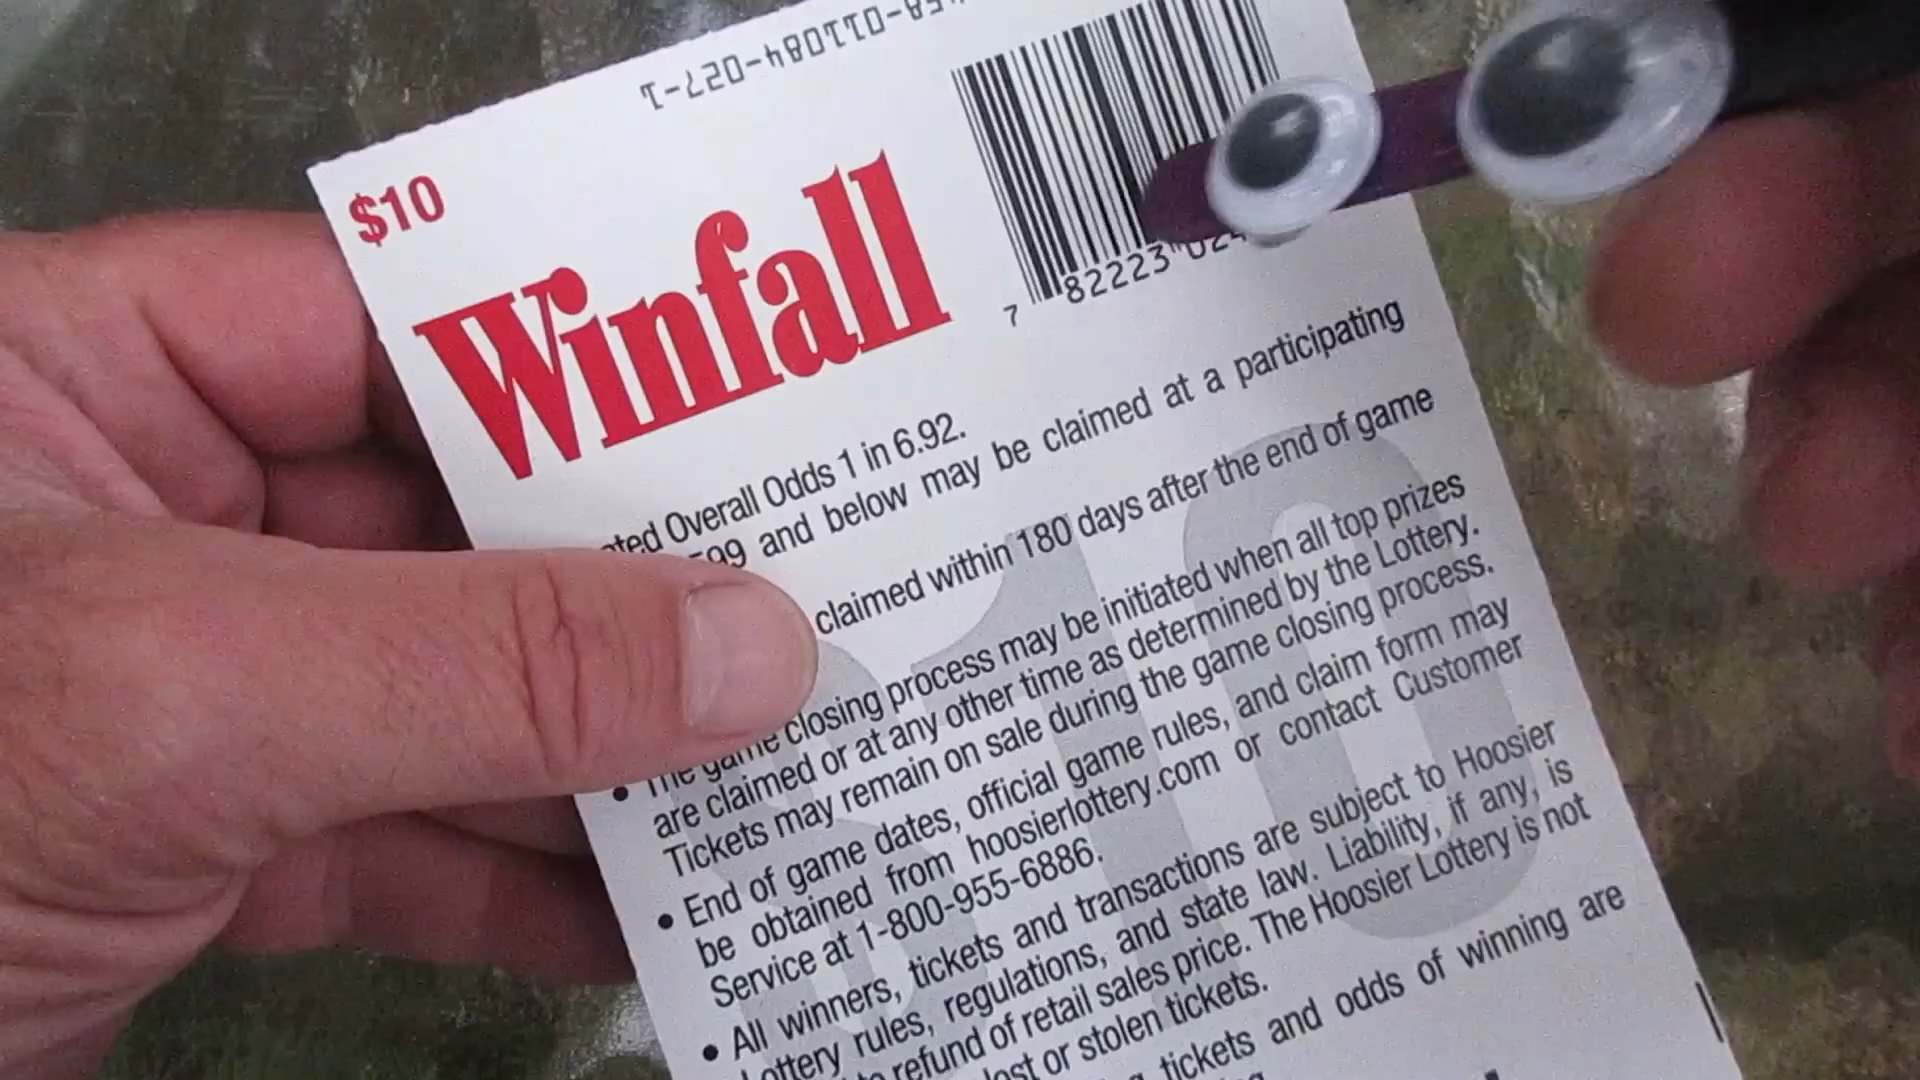 011084-027-1
$10
Winfall
7 82223 02
Overall Odds 1 in 6.92.
and below may be claimed at a participating
claimed within 180 days after the end of game
The game closing process may be initiated when all top prizes
are claimed or at any other time as determined by the Lottery.
Tickets may remain on sale during the game closing process.
• End of game dates, official game rules, and claim form may
be obtained from hoosierlottery.com or contact Customer
Service at 1-800-955-6886.
• All winners, tickets and transactions are subject to Hoosier
Lottery rules, regulations, and state law. Liability, if any, is
refund of retail sales price. The Hoosier Lottery is not
lost or stolen tickets.
tickets and odds of winning are
$10